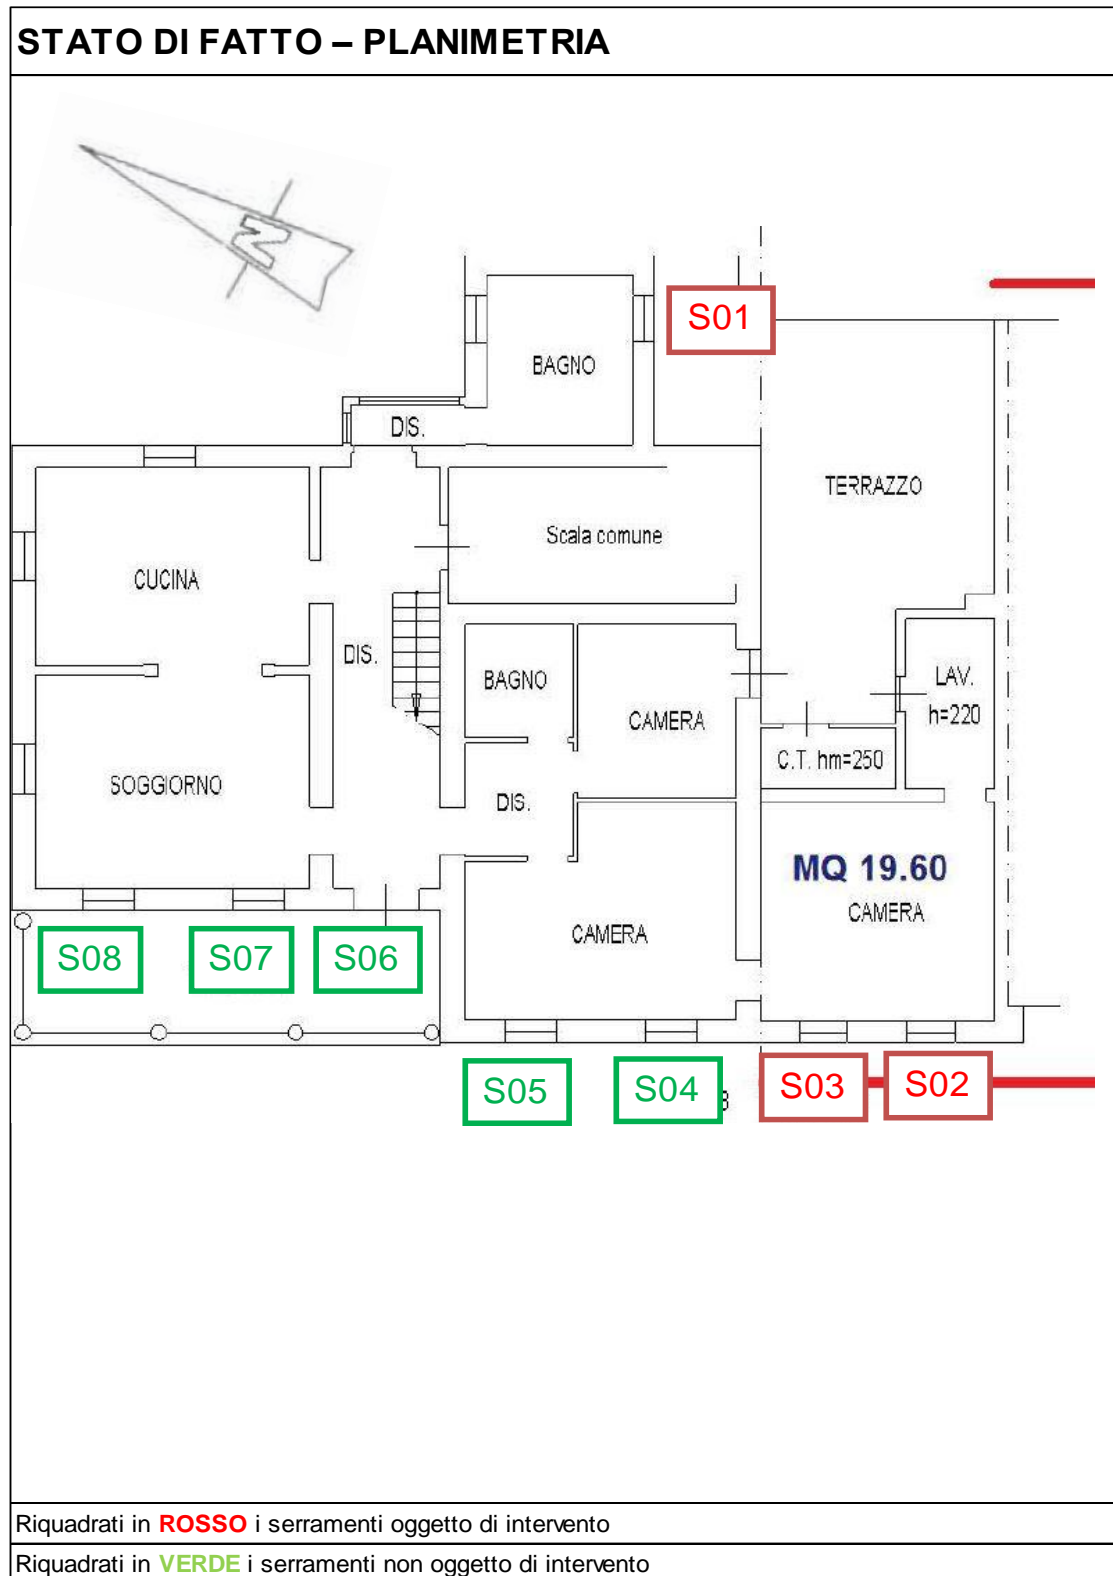 STATO DI FATTO – PLANIMETRIA
N
S01
BAGNO
DIS.
TERRAZZO
Scala comune
CUCINA
DIS.
BAGNO
LAV.
h=220
CAMERA
C.T. hm=250
SOGGIORNO
DIS.
MQ 19.60
CAMERA
CAMERA
S08
S07
S06
S05
S04
S03
S02
Riquadrati in ROSSO i serramenti oggetto di intervento
Riquadrati in VERDE i serramenti non oggetto di intervento